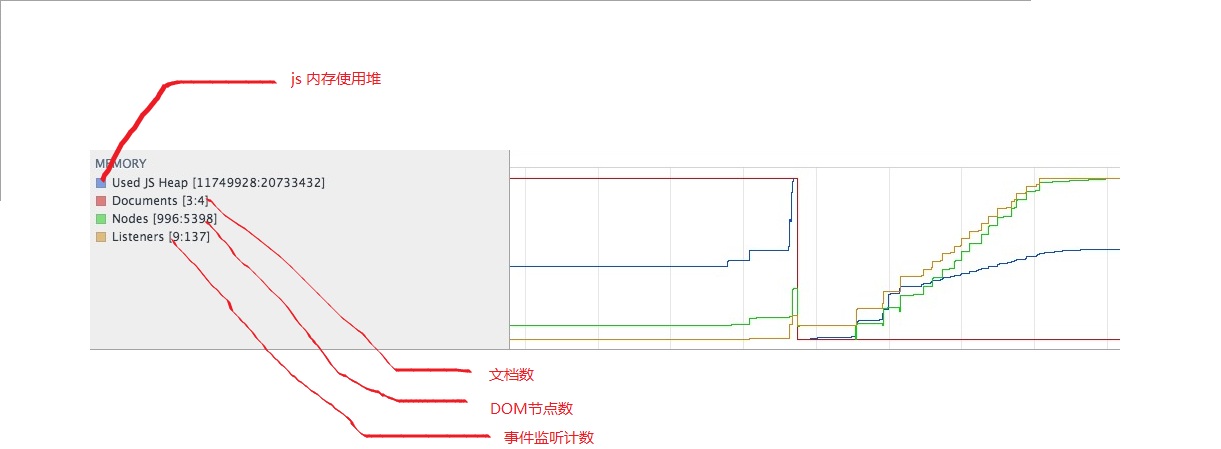 js 内存使用堆
MEMORY
Used JS Heap [11749928:20733432]
Documents [3:4]
Nodes [996:5398]
Listeners [9:137]
文档数
DOM节点数
事件监听计数